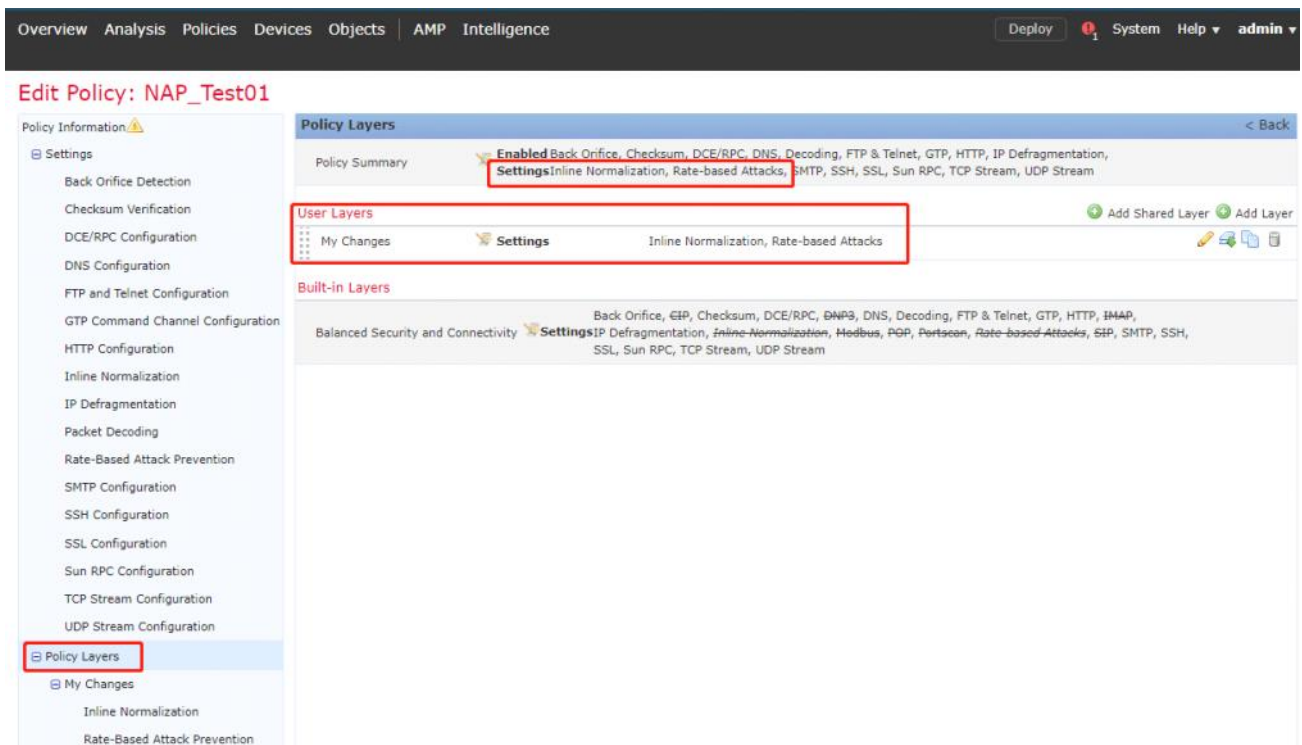 Overview Analysis Policies Devices Objects AMP Intelligence Deploy 1 System Help admin
Edit Policy: NAP_Test01
Policy Information
Settings
Back Orifice Detection
Checksum Verification
DCE/RPC Configuration
DNS Configuration
FTP and Telnet Configuration
GTP Command Channel Configuration
HTTP Configuration
Inline Normalization
IP Defragmentation
Packet Decoding
Rate-Based Attack Prevention
SMTP Configuration
SSH Configuration
SSL Configuration
Sun RPC Configuration
TCP Stream Configuration
UDP Stream Configuration
Policy Layers
My Changes
Inline Normalization
Rate-Based Attack Prevention
Policy Layers < Back
Policy Summary
Enabled Back Orifice, Checksum, DCE/RPC, DNS, Decoding, FTP & Telnet, GTP, HTTP, IP Defragmentation,
Settings Inline Normalization, Rate-based Attacks, SMTP, SSH, SSL, Sun RPC, TCP Stream, UDP Stream
User Layers Add Shared Layer Add Layer
My Changes Settings Inline Normalization, Rate-based Attacks
Built-in Layers
Back Orifice, CIP, Checksum, DCE/RPC, DNP3, DNS, Decoding, FTP & Telnet, GTP, HTTP, IMAP,
Balanced Security and Connectivity Settings IP Defragmentation, Inline Normalization, Modbus, POP, Portscan, Rate-based Attacks, SIP, SMTP, SSH,
SSL, Sun RPC, TCP Stream, UDP Stream